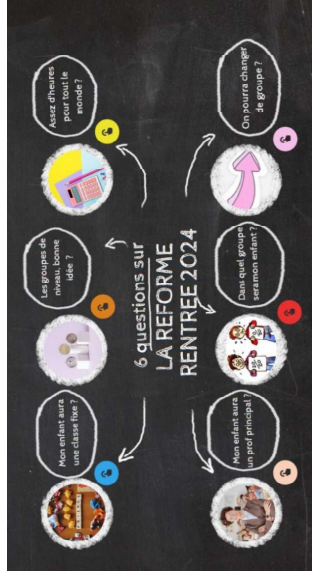 Mon enfant aura
une classe fixe ?
Les groupes de
niveau, bonne
idée ?
Assez d'heures
pour tout le
monde ?
6 questions sur
LA REFORME
RENTREE 2024
Mon enfant aura
un prof principal ?
Dans quel groupe
sera mon enfant ?
On pourra changer
de groupe ?